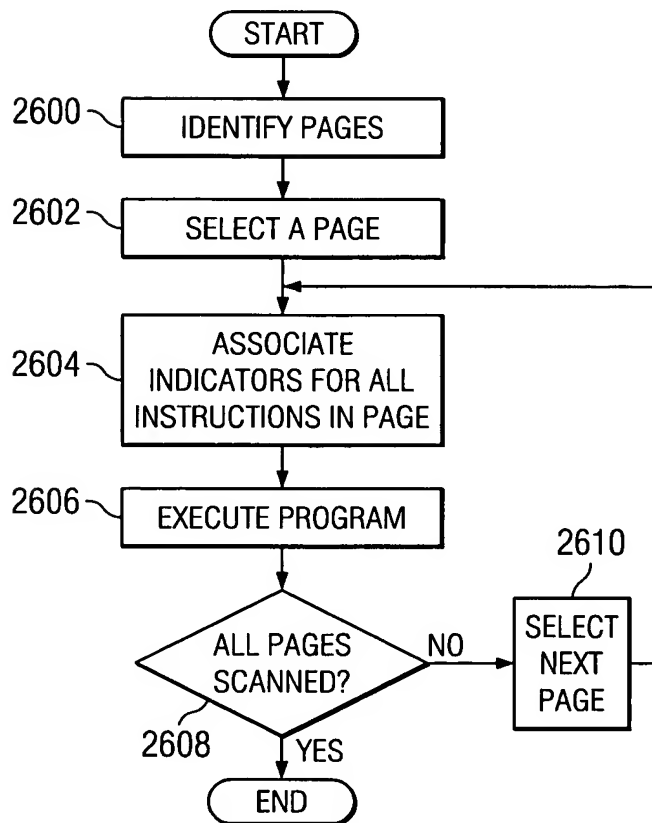 START
2600
IDENTIFY PAGES
2602
SELECT A PAGE
2604
ASSOCIATE
INDICATORS FOR ALL
INSTRUCTIONS IN PAGE
2606
EXECUTE PROGRAM
2610
ALL PAGES
SCANNED?
NO
SELECT
NEXT
PAGE
2608
YES
END